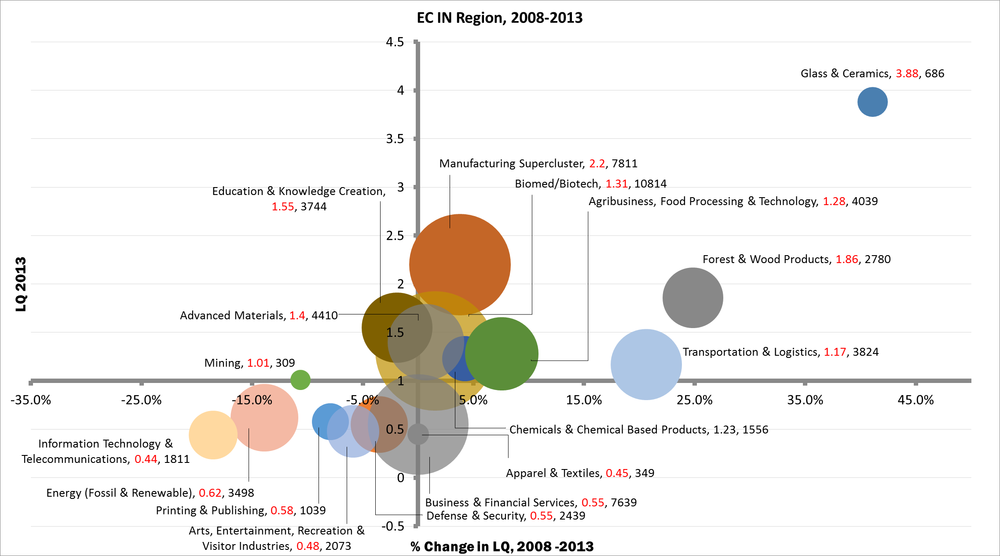 EC IN Region, 2008-2013
4.5
Glass & Ceramics, 3.88, 686
4
3.5
Manufacturing Supercluster, 2.2, 7811
Biomed/Biotech, 1.31, 10814
3
Education & Knowledge Creation,
1.55, 3744
Agribusiness, Food Processing & Technology, 1.28, 4039
2.5
Forest & Wood Products, 1.86, 2780
LQ 2013
2
Advanced Materials, 1.4, 4410
1.5
Transportation & Logistics, 1.17, 3824
Mining, 1.01, 309
1
-35.0% -25.0% -15.0% -5.0% 5.0% 15.0% 25.0% 35.0% 45.0%
0.5
Chemicals & Chemical Based Products, 1.23, 1556
Information Technology &
Telecommunications, 0.44, 1811
Apparel & Textiles, 0.45, 349
0
Energy (Fossil & Renewable), 0.62, 3498
Business & Financial Services, 0.55, 7639
Printing & Publishing, 0.58, 1039
Defense & Security, 0.55, 2439
-0.5
Arts, Entertainment, Recreation &
Visitor Industries, 0.48, 2073
% Change in LQ, 2008 -2013